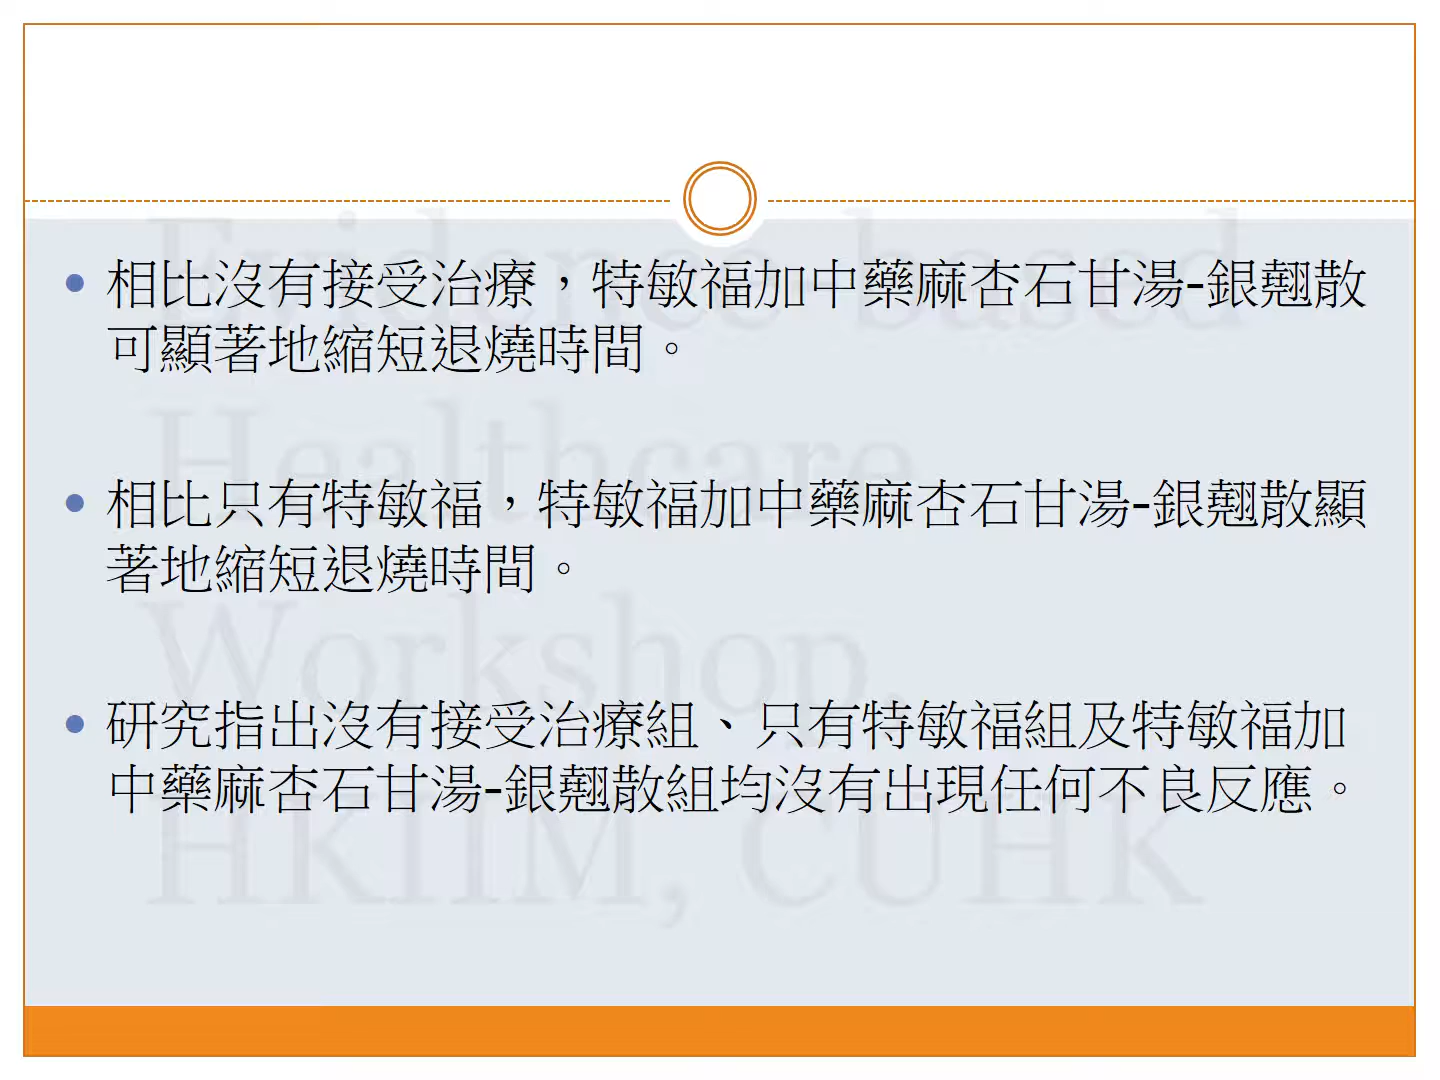 Evidence-based
Healthcare
Workshop,
HKIIM, CUHK
相比沒有接受治療，特敏福加中藥麻杏石甘湯-銀翹散
可顯著地縮短退燒時間。
相比只有特敏福，特敏福加中藥麻杏石甘湯-銀翹散顯
著地縮短退燒時間。
研究指出沒有接受治療組、只有特敏福組及特敏福加
中藥麻杏石甘湯-銀翹散組均沒有出現任何不良反應。